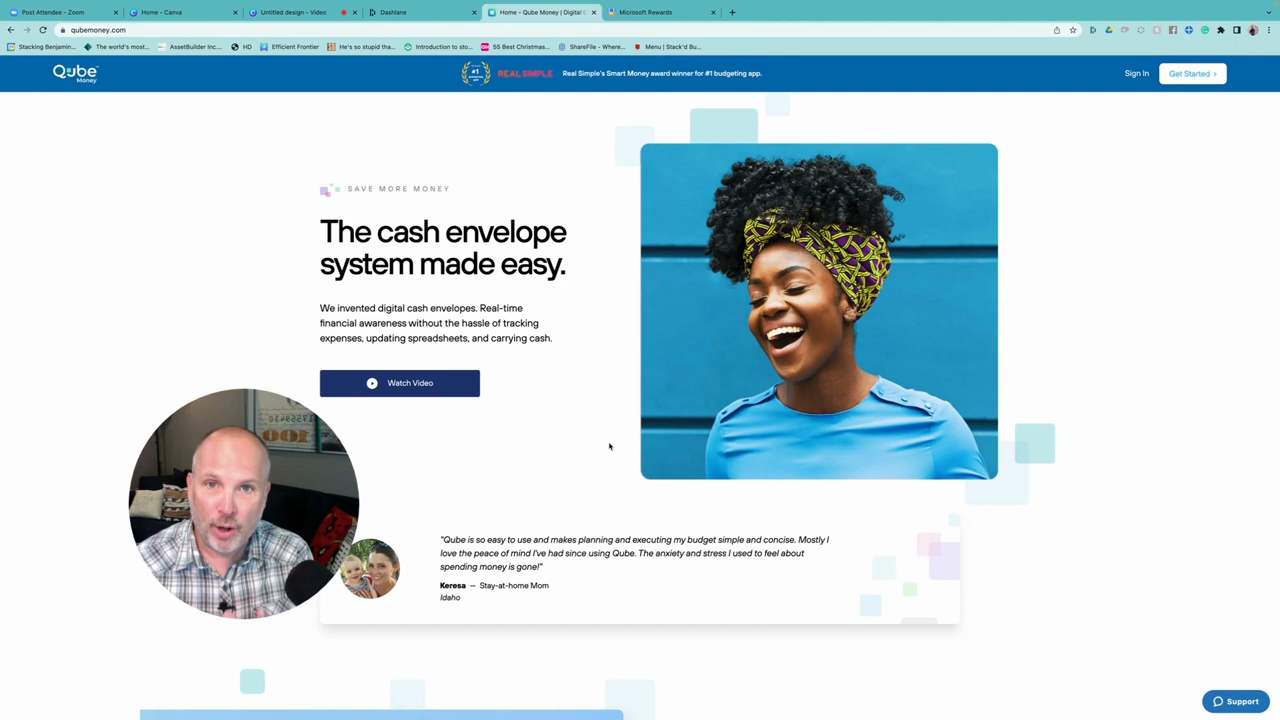 Post Attendee - Zoom
Home - Canva
Untitled design - Video
Dashlane
Home - Qube Money | Digital C
Microsoft Rewards
qubemoney.com
Stacking Benjamin...
The world's most...
AssetBuilder Inc....
HD
Efficient Frontier
He's so stupid tha...
Introduction to sto...
55 Best Christmas...
ShareFile - Where...
Menu | Stack'd Bu...
Qube
Money
#1
REAL SIMPLE
Real Simple's Smart Money award winner for #1 budgeting app.
Sign In
Get Started ›
SAVE MORE MONEY
The cash envelope
system made easy.
We invented digital cash envelopes. Real-time
financial awareness without the hassle of tracking
expenses, updating spreadsheets, and carrying cash.
Watch Video
"Qube is so easy to use and makes planning and executing my budget simple and concise. Mostly I
love the peace of mind I've had since using Qube. The anxiety and stress I used to feel about
spending money is gone!"
Keresa — Stay-at-home Mom
Idaho
Support